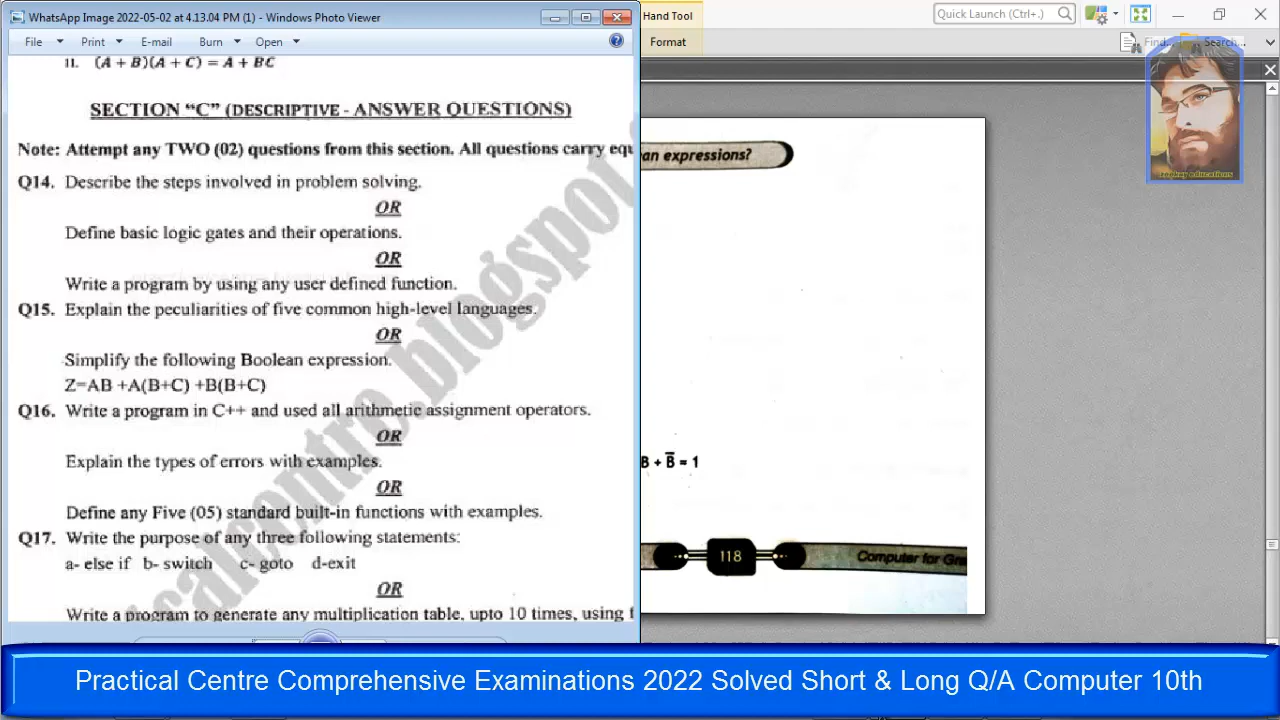 WhatsApp Image 2022-05-02 at 4.13.04 PM (1) - Windows Photo Viewer
File Print E-mail Burn Open
11. (A + B)(A + C) = A + BC
SECTION "C" (DESCRIPTIVE - ANSWER QUESTIONS)
Note: Attempt any TWO (02) questions from this section. All questions carry equ
Q14. Describe the steps involved in problem solving.
OR
Define basic logic gates and their operations.
OR
Write a program by using any user defined function.
Q15. Explain the peculiarities of five common high-level languages.
OR
Simplify the following Boolean expression.
Z=AB +A(B+C) +B(B+C)
Q16. Write a program in C++ and used all arithmetic assignment operators.
OR
Explain the types of errors with examples.
OR
Define any Five (05) standard built-in functions with examples.
Q17. Write the purpose of any three following statements:
a- else if b- switch c- goto d-exit
OR
Write a program to generate any multiplication table, upto 10 times, using f
icalcentre.blogspot.
Hand Tool
Format
Quick Launch (Ctrl+.)
Find...
Search...
an expressions?
B + B̅ = 1
118
Computer for Gra
zeekay educations
Practical Centre Comprehensive Examinations 2022 Solved Short & Long Q/A Computer 10th